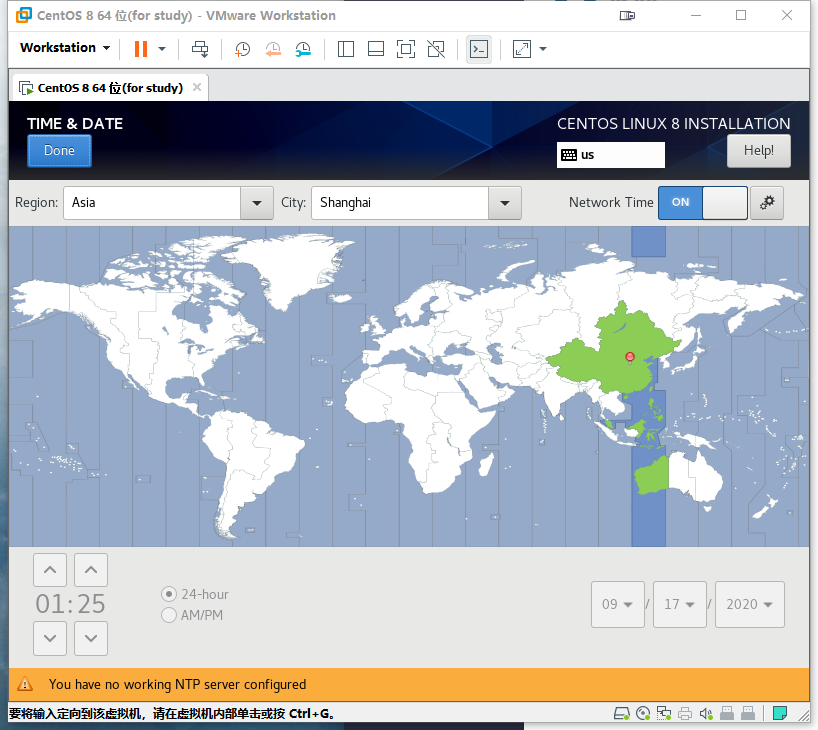 CentOS 8 64 位(for study) - VMware Workstation
Workstation
CentOS 8 64 位(for study)
TIME & DATE
CENTOS LINUX 8 INSTALLATION
Done
us
Help!
Region:
Asia
City:
Shanghai
Network Time
ON
01:25
24-hour
AM/PM
09 / 17 / 2020
You have no working NTP server configured
要将输入定向到该虚拟机，请在虚拟机内部单击或按 Ctrl+G。